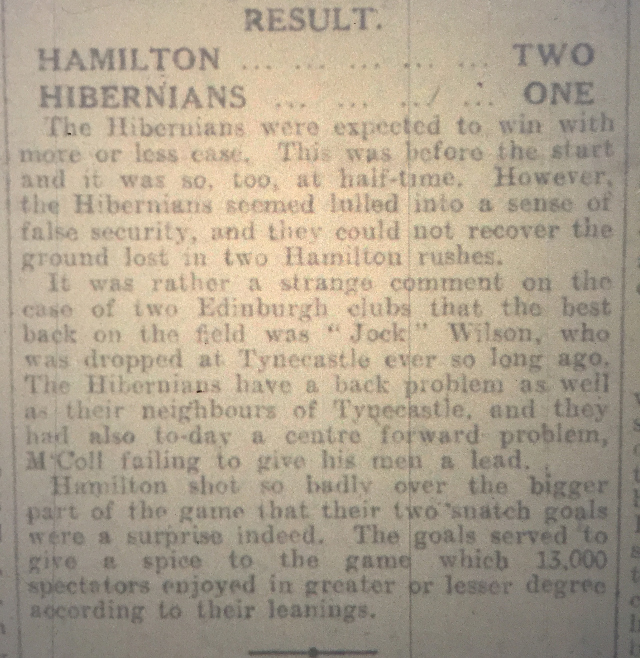 RESULT.
HAMILTON ... ... ... ... ... TWO
HIBERNIANS ... ... ... ... ONE
The Hibernians were expected to win with
more or less ease. This was before the start
and it was so, too, at half-time. However,
the Hibernians seemed lulled into a sense of
false security, and they could not recover the
ground lost in two Hamilton rushes.
It was rather a strange comment on the
case of two Edinburgh clubs that the best
back on the field was "Jock" Wilson, who
was dropped at Tynecastle ever so long ago.
The Hibernians have a back problem as well
as their neighbours of Tynecastle, and they
had also to-day a centre forward problem,
M'Coll failing to give his men a lead.
Hamilton shot so badly over the bigger
part of the game that their two snatch goals
were a surprise indeed. The goals served to
give a spice to the game which 13,000
spectators enjoyed in greater or lesser degree
according to their leanings.